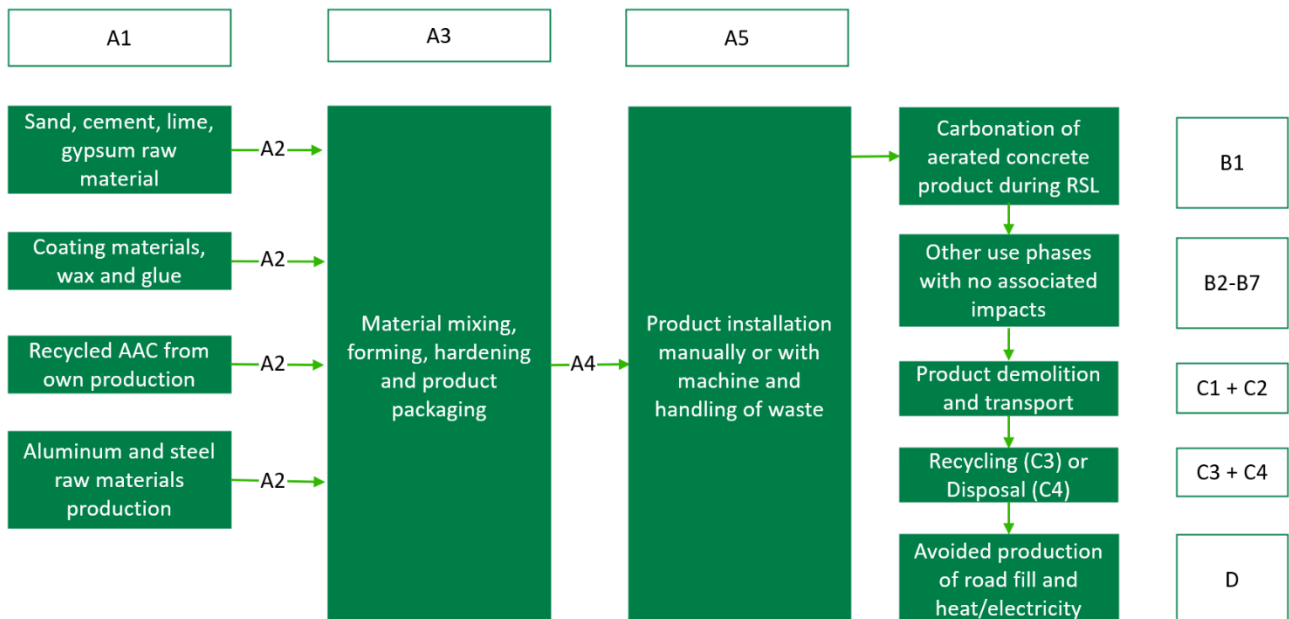 A1
A3
A5
Sand, cement, lime,
gypsum raw
material
A2
Coating materials,
wax and glue
A2
Recycled AAC from
own production
A2
Aluminum and steel
raw materials
production
A2
Material mixing,
forming, hardening
and product
packaging
A4
Product installation
manually or with
machine and
handling of waste
Carbonation of
aerated concrete
product during RSL
B1
Other use phases
with no associated
impacts
B2-B7
Product demolition
and transport
C1 + C2
Recycling (C3) or
Disposal (C4)
C3 + C4
Avoided production
of road fill and
heat/electricity
D